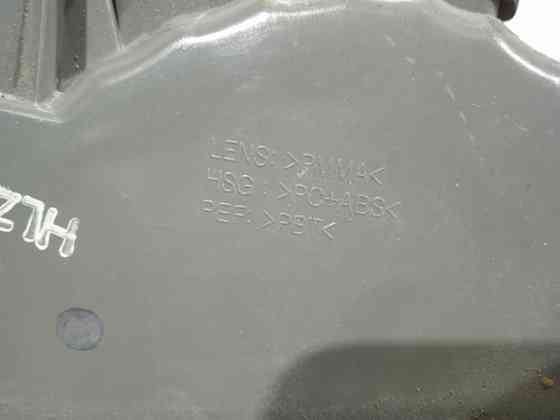 LENS: >PMMA<
HSG : >PC+ABS<
REF: >PBT<